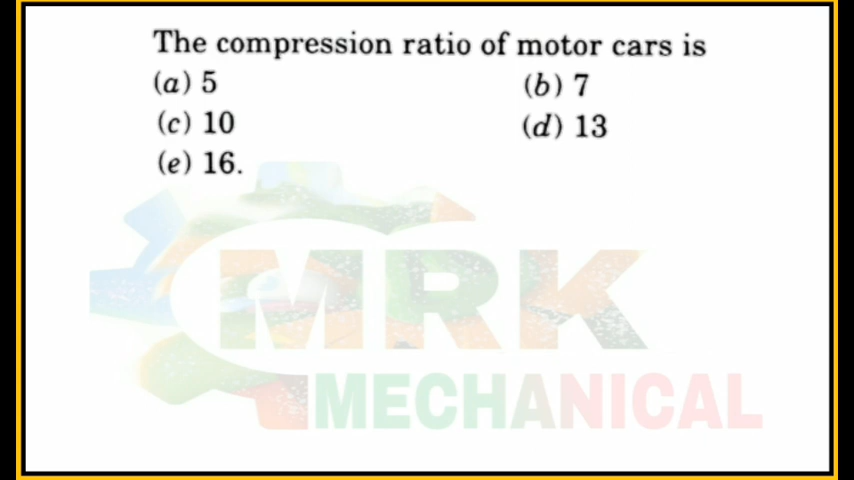 The compression ratio of motor cars is
(a) 5 (b) 7
(c) 10 (d) 13
(e) 16.
MRK
MECHANICAL